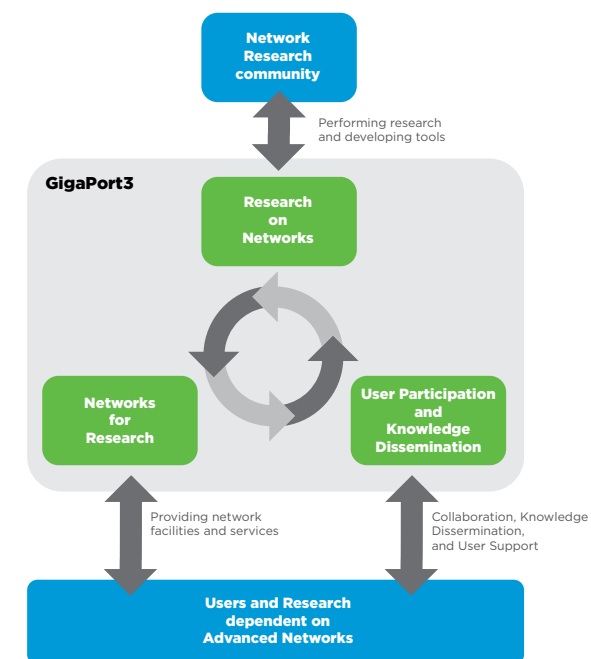 Network
Research
community
Performing research
and developing tools
GigaPort3
Research
on
Networks
Networks
for
Research
User Participation
and
Knowledge
Dissemination
Providing network
facilities and services
Collaboration, Knowledge
Dissermination,
and User Support
Users and Research
dependent on
Advanced Networks